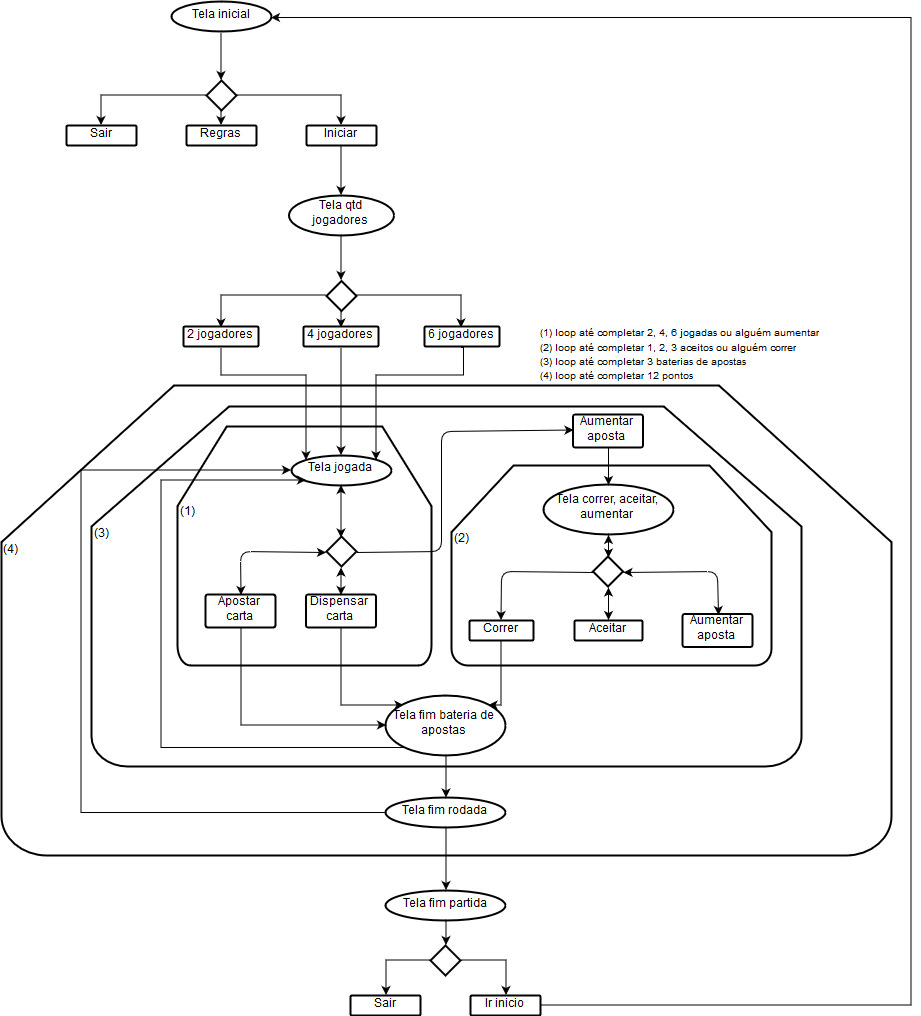 Tela inicial
Sair
Regras
Iniciar
Tela qtd
jogadores
2 jogadores
4 jogadores
6 jogadores
(1) loop até completar 2, 4, 6 jogadas ou alguém aumentar
(2) loop até completar 1, 2, 3 aceitos ou alguém correr
(3) loop até completar 3 baterias de apostas
(4) loop até completar 12 pontos
Aumentar
aposta
Tela jogada
Tela correr, aceitar,
aumentar
(1)
(2)
(3)
(4)
Apostar
carta
Dispensar
carta
Correr
Aceitar
Aumentar
aposta
Tela fim bateria de
apostas
Tela fim rodada
Tela fim partida
Sair
Ir inicio